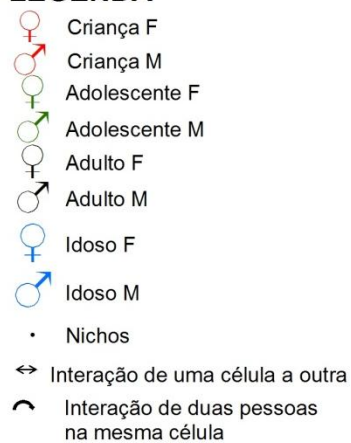 Criança F
Criança M
Adolescente F
Adolescente M
Adulto F
Adulto M
Idoso F
Idoso M
Nichos
Interação de uma célula a outra
Interação de duas pessoas
na mesma célula